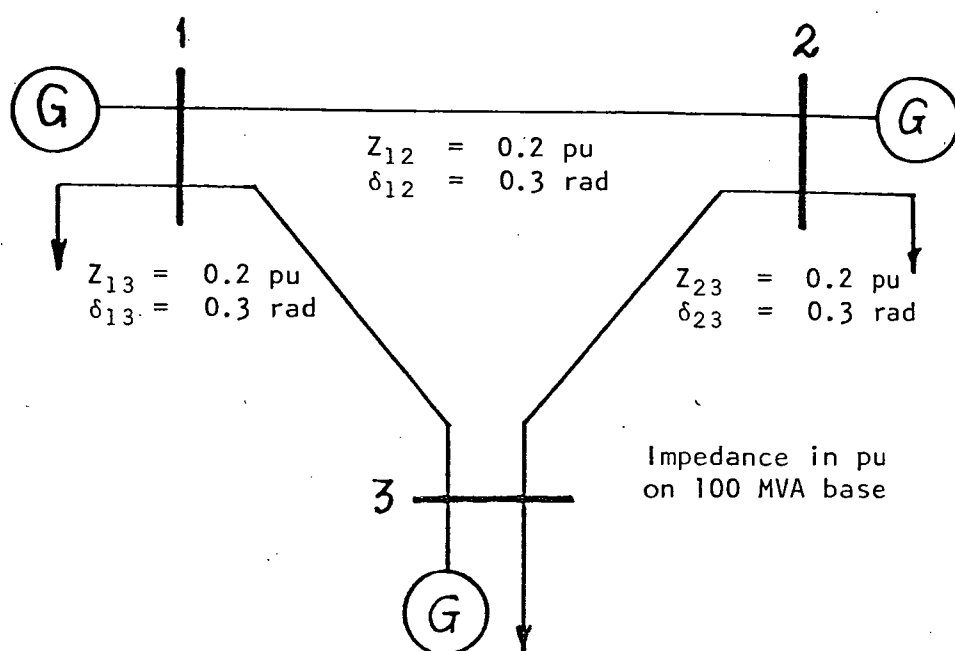 1
2
G
G
Z12 = 0.2 pu
δ12 = 0.3 rad
Z13 = 0.2 pu
δ13 = 0.3 rad
Z23 = 0.2 pu
δ23 = 0.3 rad
Impedance in pu
on 100 MVA base
3
G